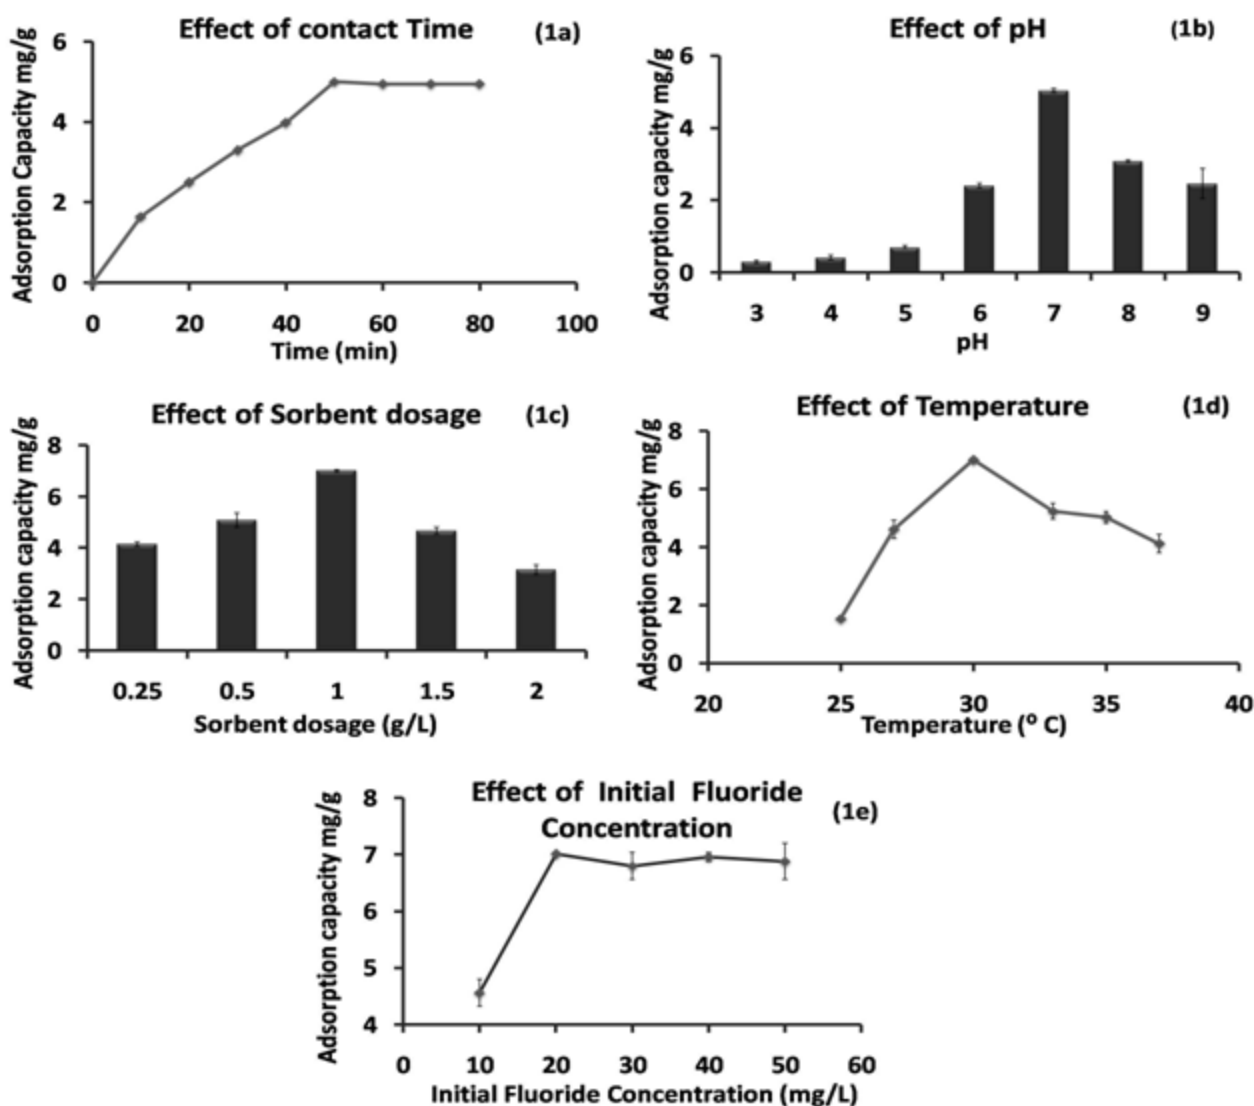 Effect of contact Time (1a)
Adsorption Capacity mg/g
6
4
2
0
0 20 40 60 80 100
Time (min)
Effect of pH (1b)
Adsorption capacity mg/g
6
4
2
0
3 4 5 6 7 8 9
pH
Effect of Sorbent dosage (1c)
Adsorption capacity mg/g
8
6
4
2
0
0.25 0.5 1 1.5 2
Sorbent dosage (g/L)
Effect of Temperature (1d)
Adsorption capacity mg/g
8
6
4
2
0
20 25 30 35 40
Temperature (° C)
Effect of Initial Fluoride
Concentration
(1e)
Adsorption capacity mg/g
8
7
6
5
4
0 10 20 30 40 50 60
Initial Fluoride Concentration (mg/L)